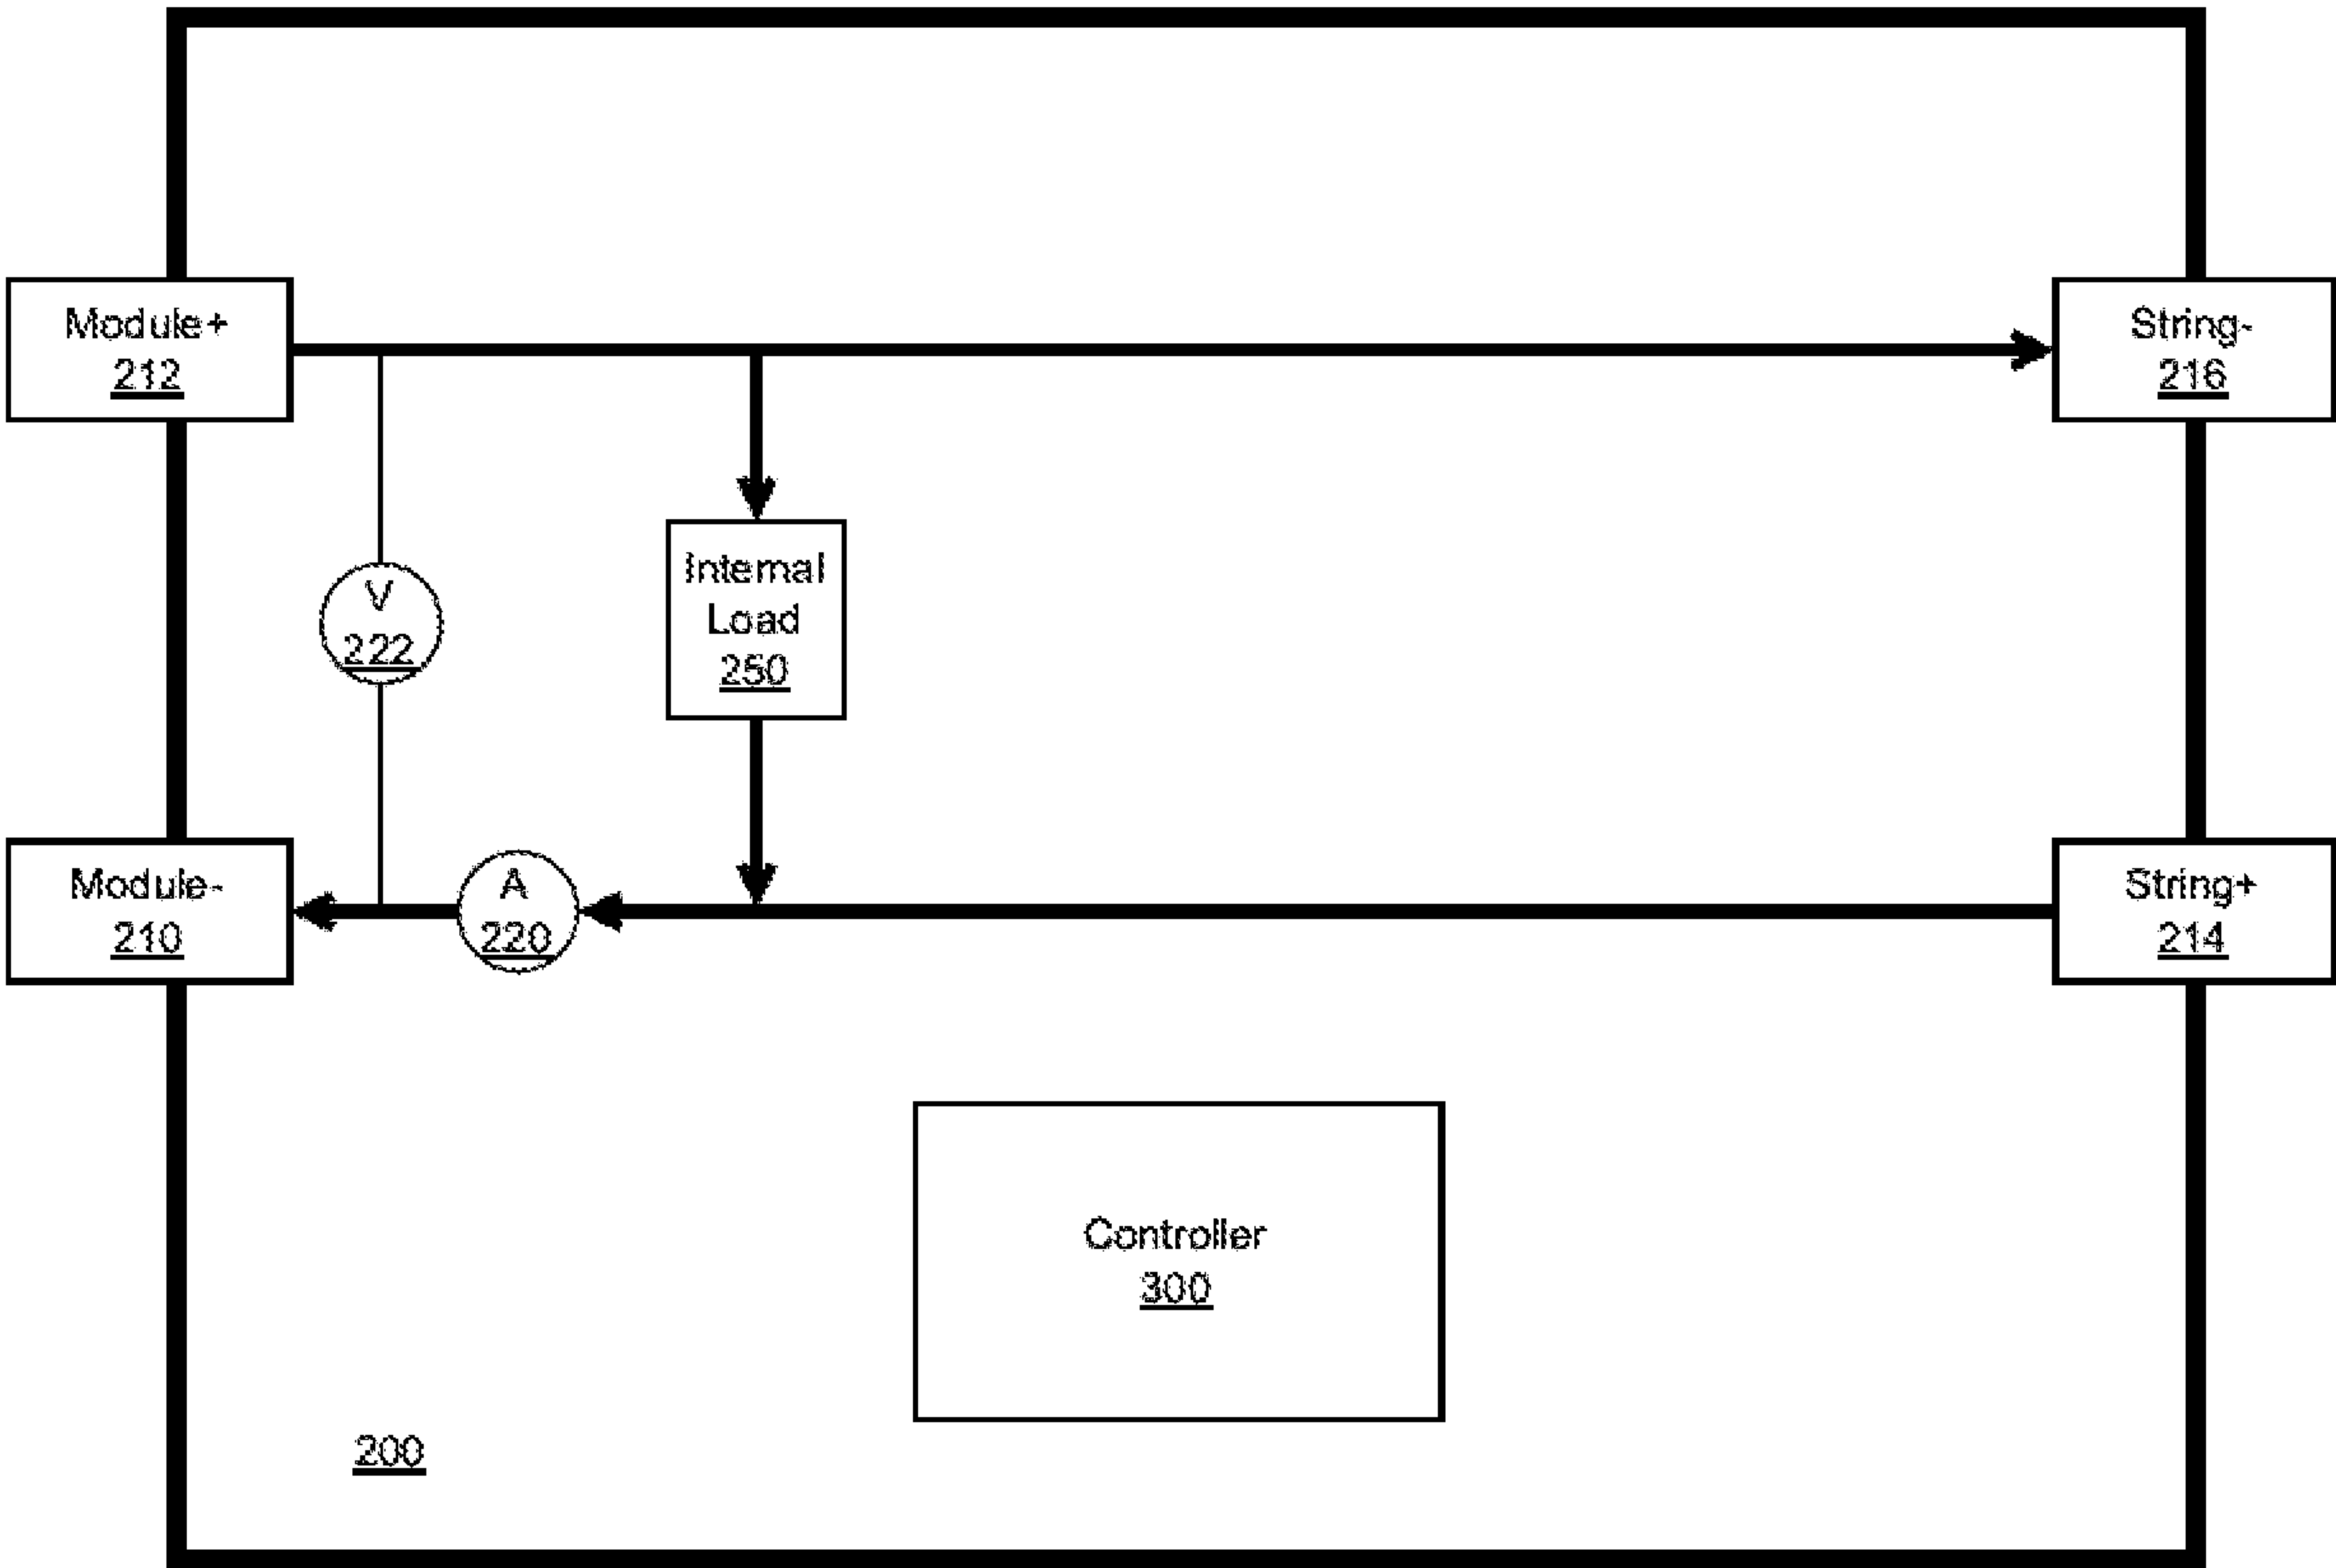 Module+
212
String-
216
V
222
Internal
Load
250
Module-
210
A
220
String+
214
Controller
300
200